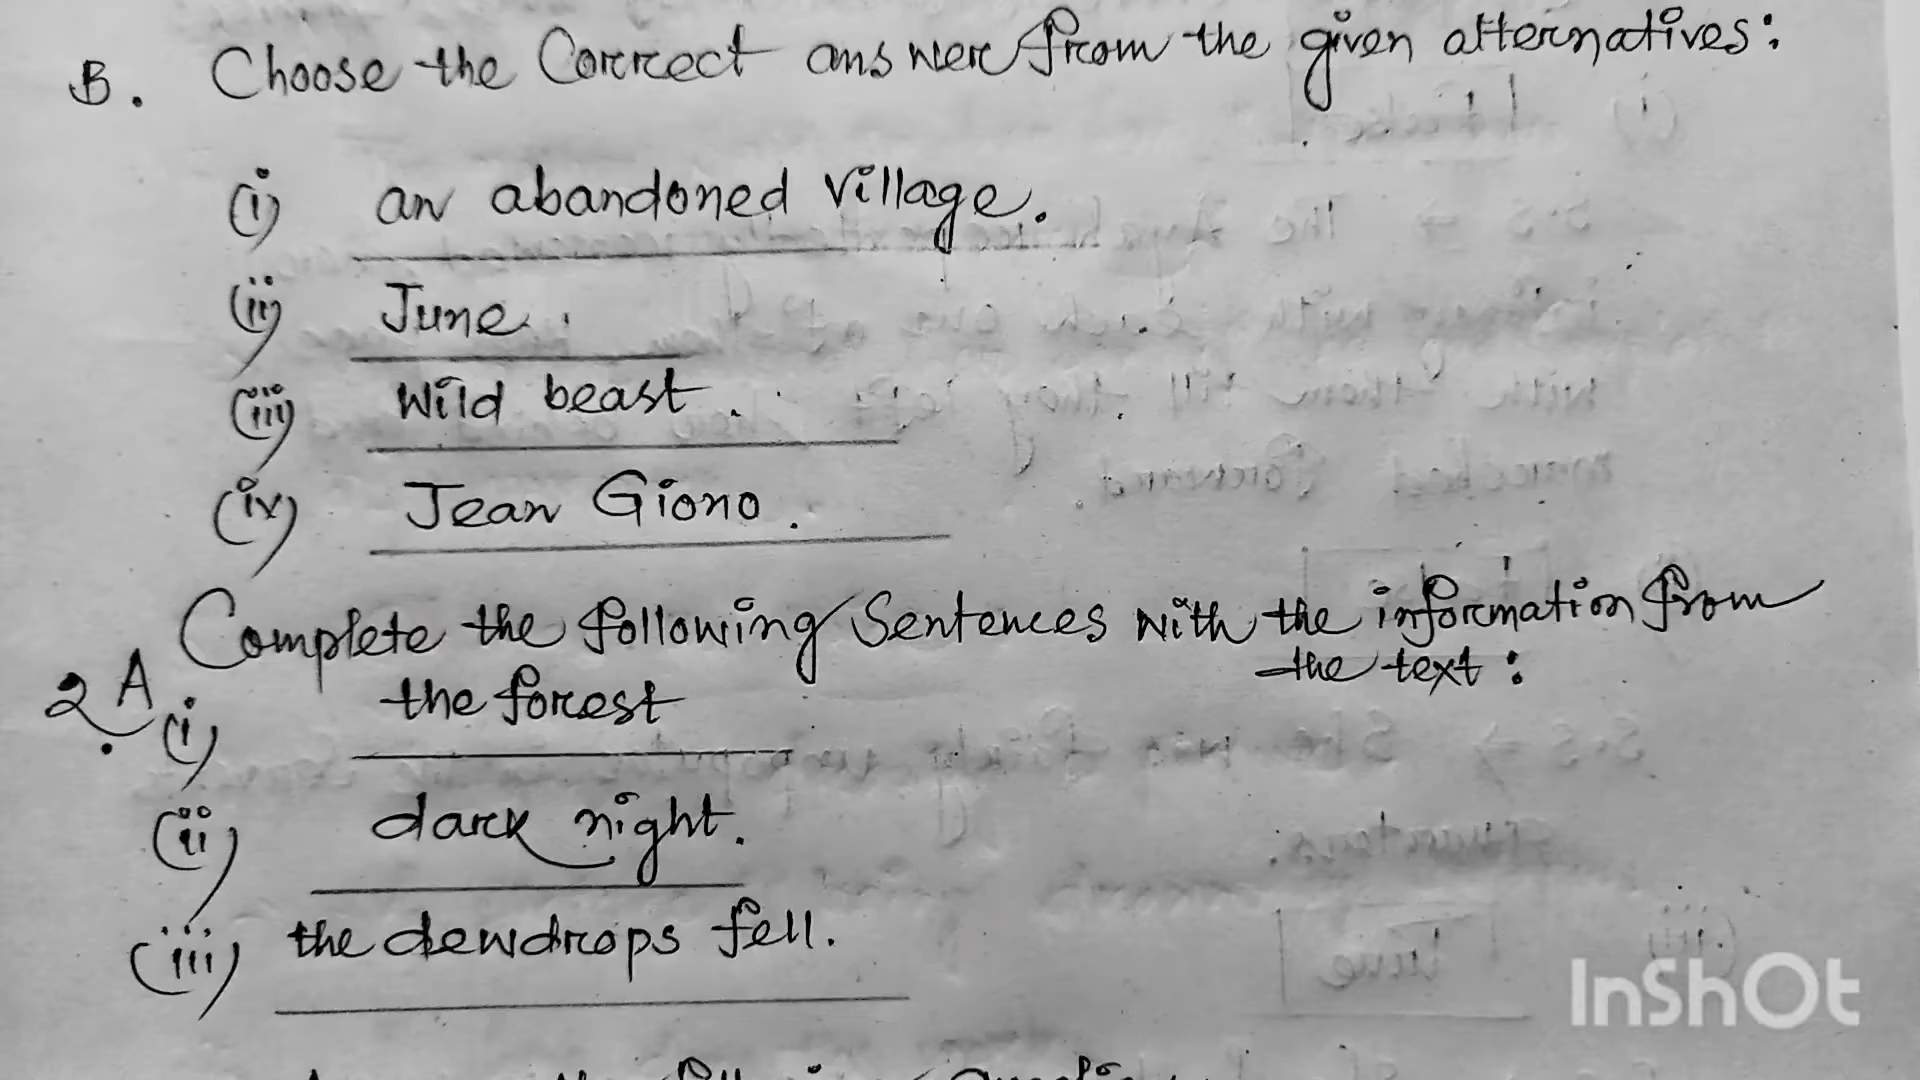 B. Choose the Correct answer from the given alternatives:
(i) an abandoned village.
(ii) June.
(iii) Wild beast.
(iv) Jean Giono.
2 A. Complete the following Sentences with the information from
the text:
(i) the forest
(ii) dark night.
(iii) the dewdrops fell.
InShOt